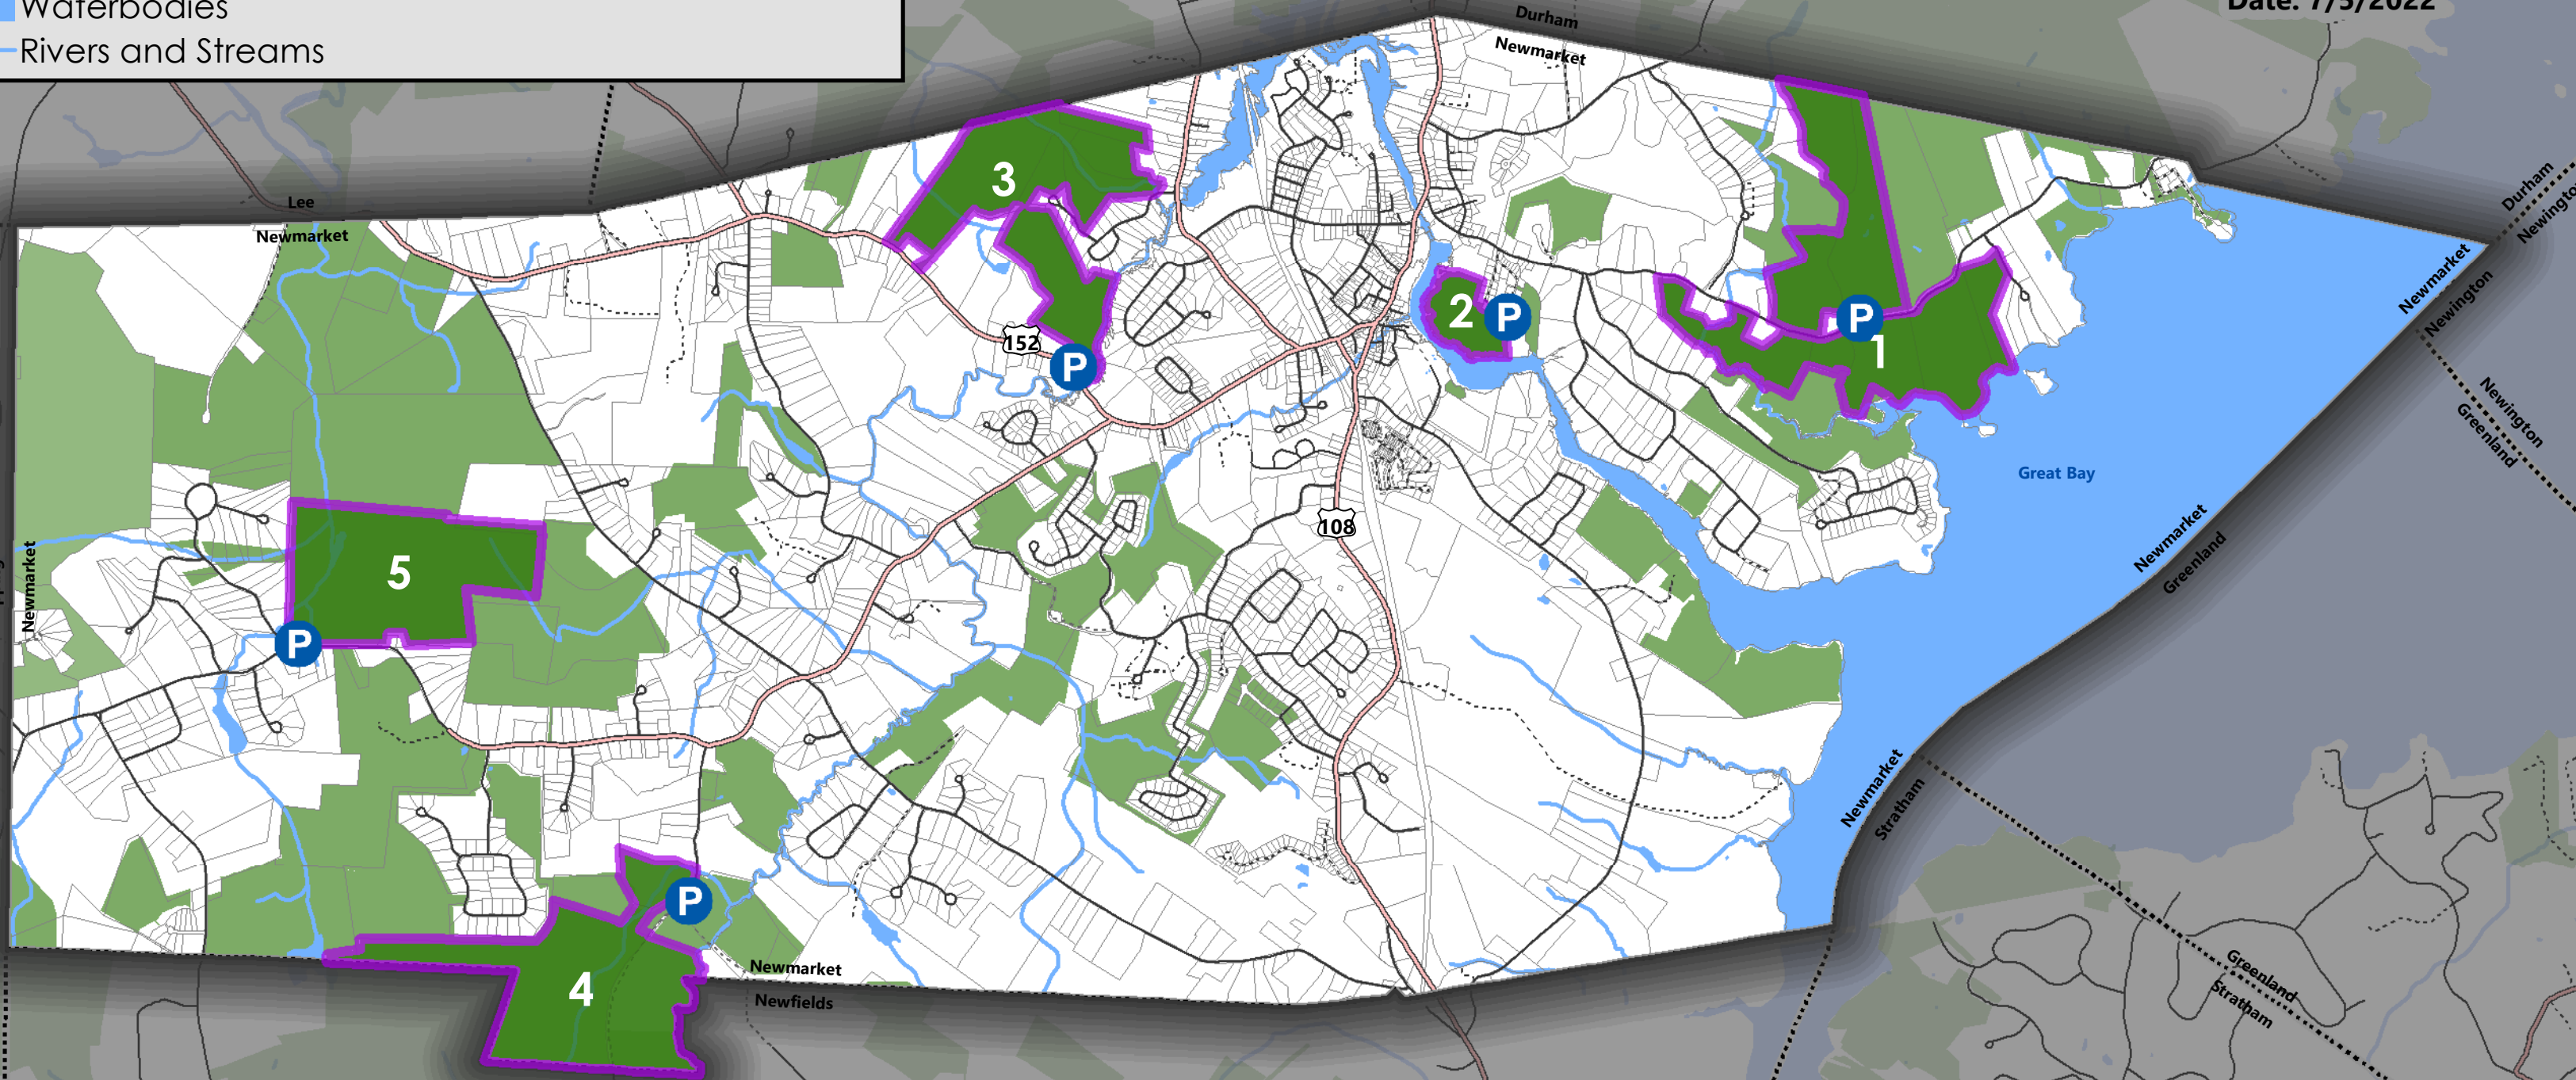 Waterbodies
Rivers and Streams
Date: 7/5/2022
Durham
Newmarket
Lee
Newmarket
Durham
Newington
Newmarket
Newington
3
2
P
P
1
152
P
Newington
Greenland
Great Bay
108
Newmarket
Greenland
Newmarket
5
P
Newmarket
Stratham
P
4
Newmarket
Newfields
Greenland
Stratham